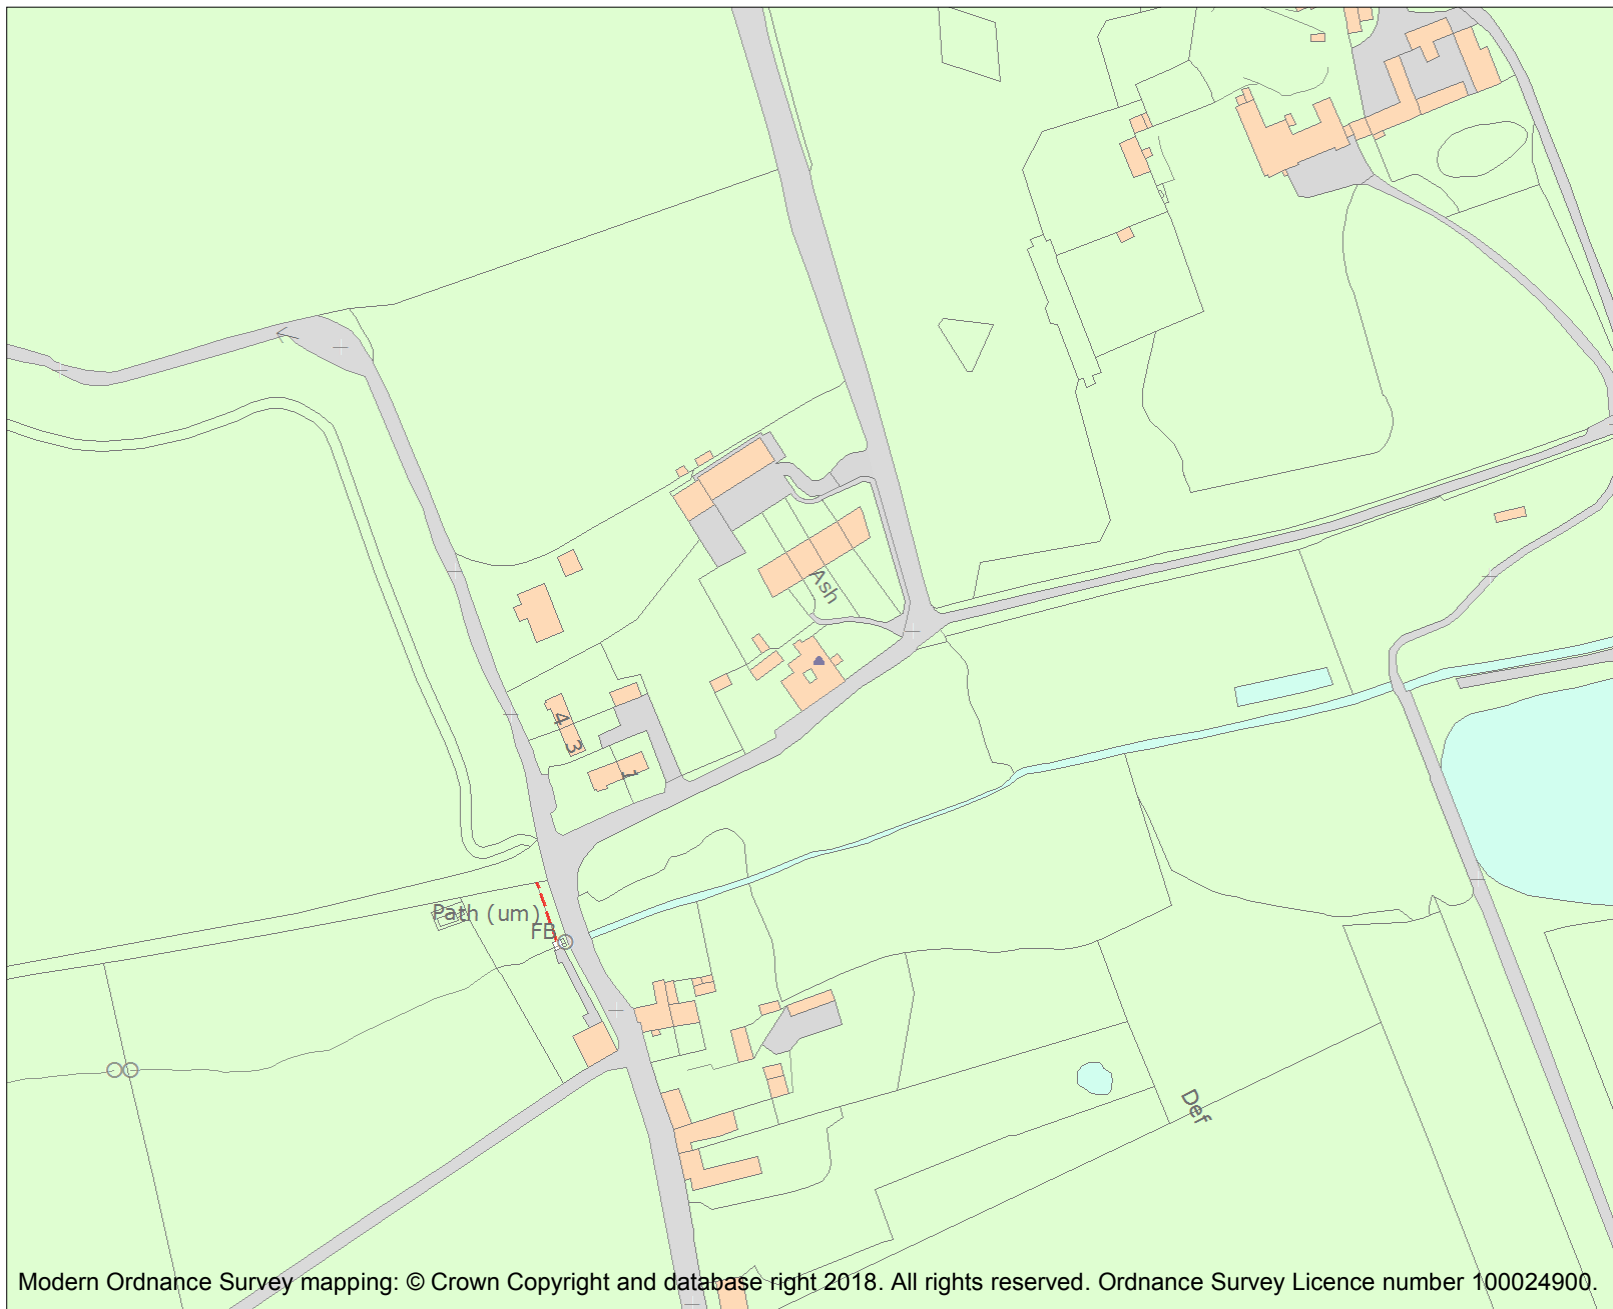 Ash
4
3
1
Path (um)
FB
Def
Modern Ordnance Survey mapping: © Crown Copyright and database right 2018. All rights reserved. Ordnance Survey Licence number 100024900.